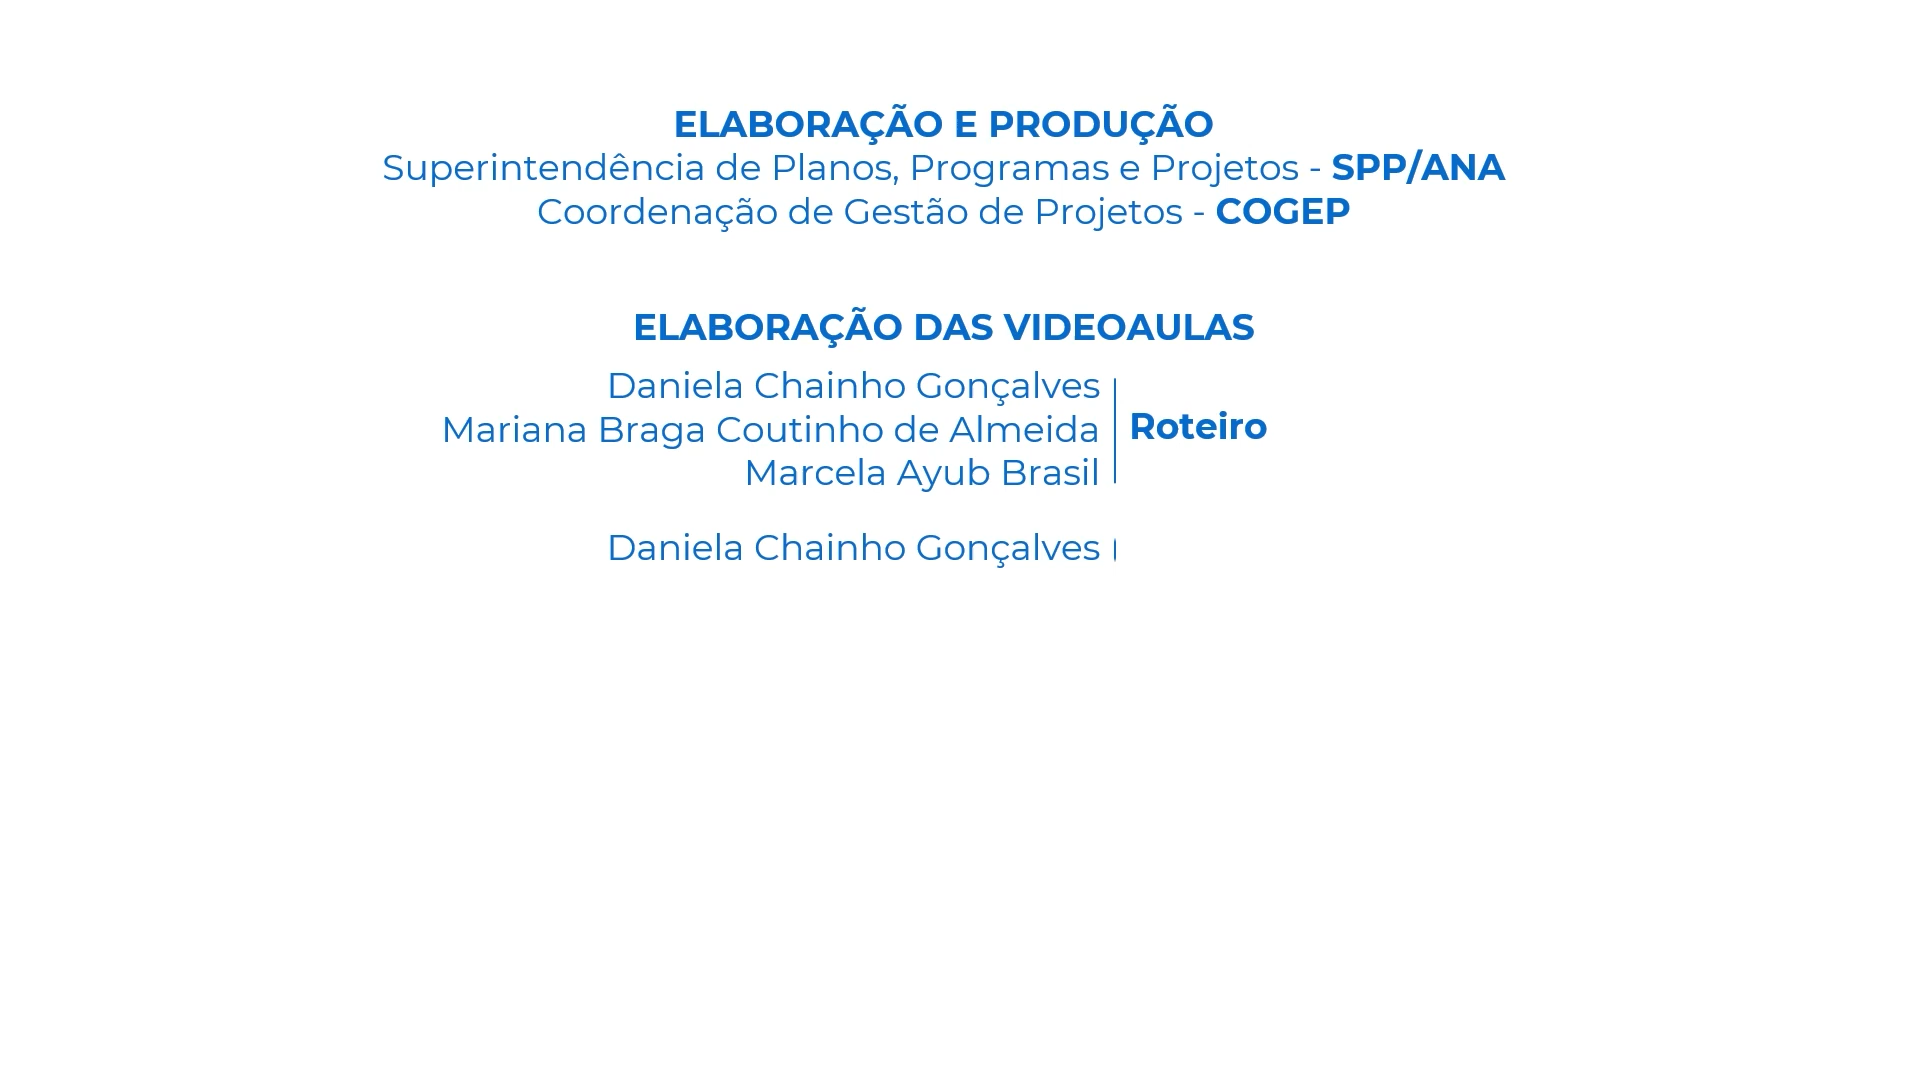 ELABORAÇÃO E PRODUÇÃO
Superintendência de Planos, Programas e Projetos - SPP/ANA
Coordenação de Gestão de Projetos - COGEP
ELABORAÇÃO DAS VIDEOAULAS
Daniela Chainho Gonçalves
Mariana Braga Coutinho de Almeida
Marcela Ayub Brasil
Roteiro
Daniela Chainho Gonçalves